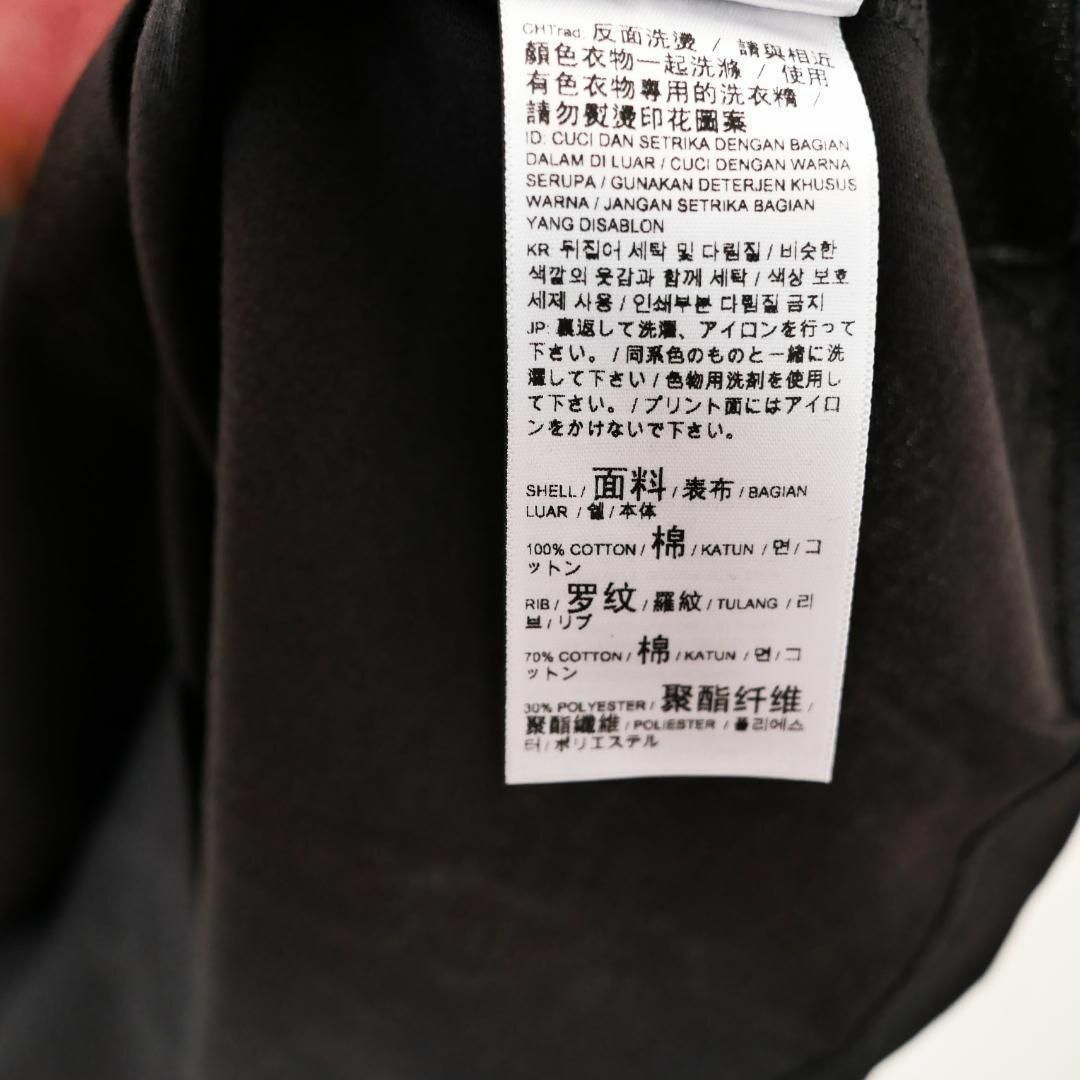 CHTrad: 反面洗燙 / 請與相近
顏色衣物一起洗滌 / 使用
有色衣物專用的洗衣精 /
請勿熨燙印花圖案
ID: CUCI DAN SETRIKA DENGAN BAGIAN
DALAM DI LUAR / CUCI DENGAN WARNA
SERUPA / GUNAKAN DETERJEN KHUSUS
WARNA / JANGAN SETRIKA BAGIAN
YANG DISABLON
KR 뒤집어 세탁 및 다림질 / 비슷한
색깔의 옷감과 함께 세탁 / 색상 보호
세제 사용 / 인쇄부분 다림질 금지
JP: 裏返して洗濯、アイロンを行って
下さい。 / 同系色のものと一緒に洗
濯して下さい / 色物用洗剤を使用し
て下さい。 / プリント面にはアイロ
ンをかけないで下さい。
SHELL / 面料 / 表布 / BAGIAN
LUAR / 쉘 / 本体
100% COTTON / 棉 / KATUN / 면 / コ
ットン
RIB / 罗纹 / 羅紋 / TULANG / 리
브 / リブ
70% COTTON / 棉 / KATUN / 면 / コ
ットン
30% POLYESTER / 聚酯纤维 /
聚酯纖維 / POLIESTER / 폴리에스
터 / ポリエステル